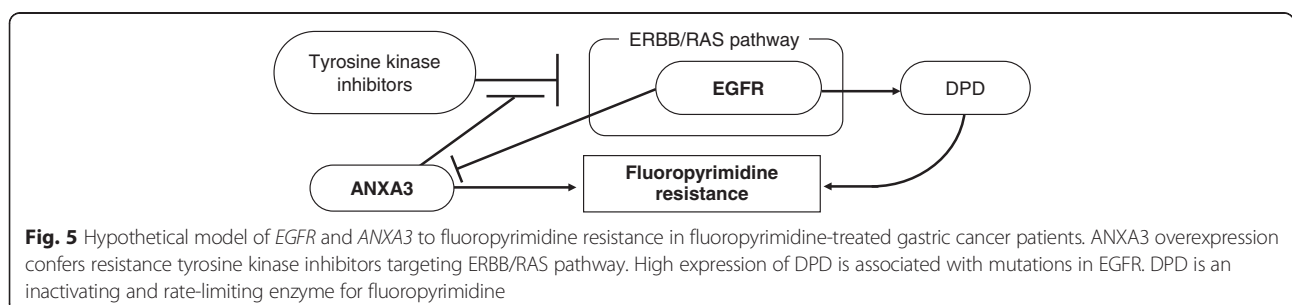 ERBB/RAS pathway
Tyrosine kinase
inhibitors
EGFR
DPD
ANXA3
Fluoropyrimidine
resistance
Fig. 5 Hypothetical model of EGFR and ANXA3 to fluoropyrimidine resistance in fluoropyrimidine-treated gastric cancer patients. ANXA3 overexpression
confers resistance tyrosine kinase inhibitors targeting ERBB/RAS pathway. High expression of DPD is associated with mutations in EGFR. DPD is an
inactivating and rate-limiting enzyme for fluoropyrimidine